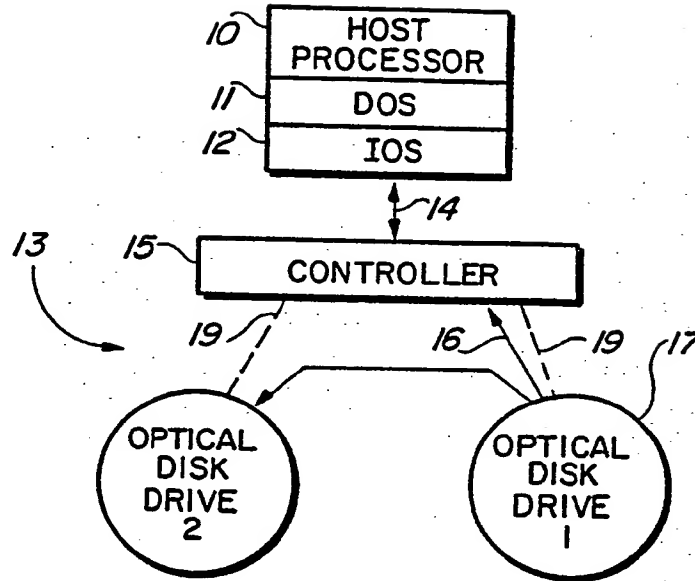 10
HOST
PROCESSOR
11
DOS
12
IOS
14
13
15
CONTROLLER
19
16
19
17
OPTICAL
DISK
DRIVE
2
OPTICAL
DISK
DRIVE
1